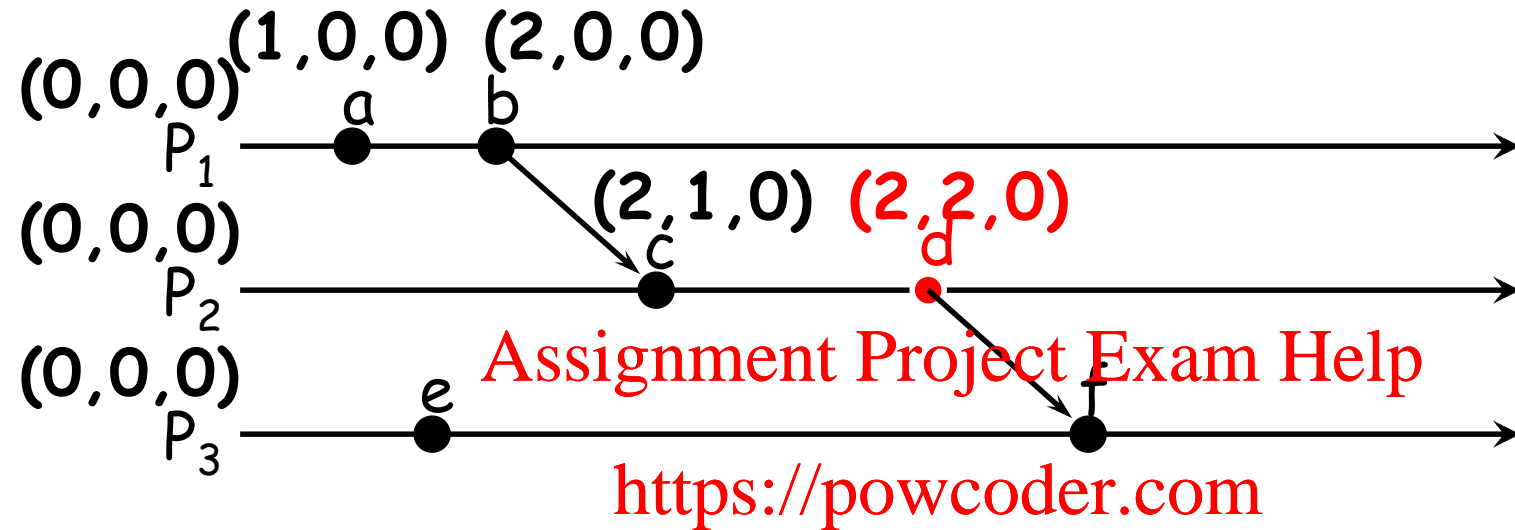 (1,0,0) (2,0,0)
(0,0,0)
a b
P1
(2,1,0) (2,2,0)
(0,0,0)
c d
P2
Assignment Project Exam Help
(0,0,0)
e f
P3
https://powcoder.com